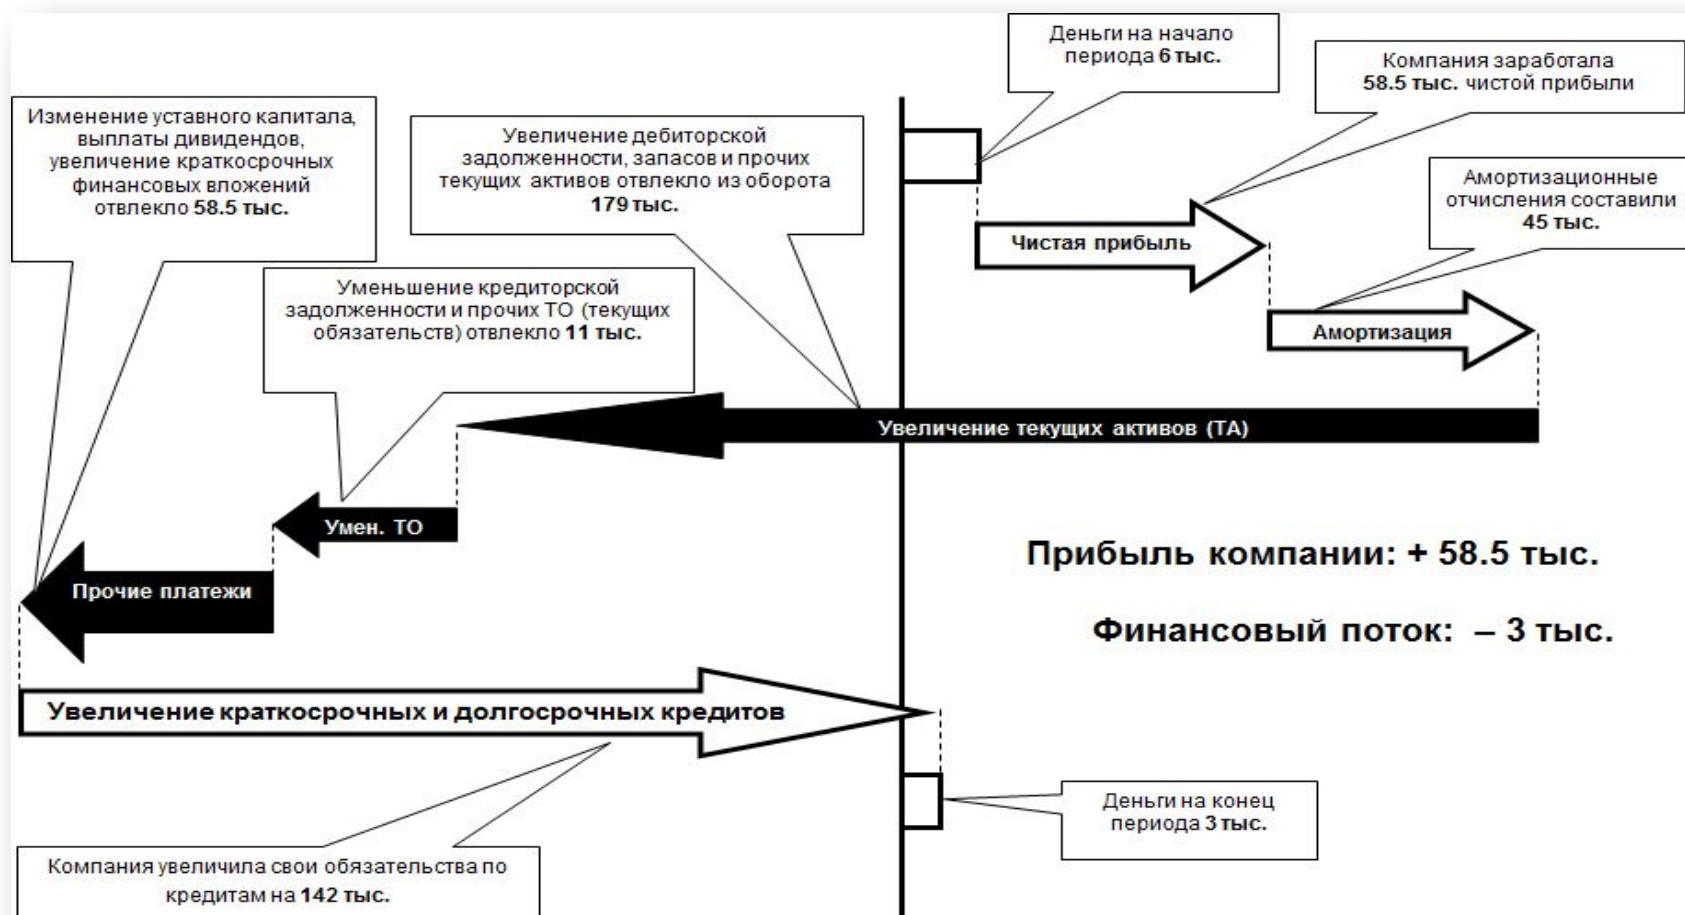 Деньги на начало
периода 6 тыс.
Компания заработала
58.5 тыс. чистой прибыли
Изменение уставного капитала,
выплаты дивидендов,
увеличение краткосрочных
финансовых вложений
отвлекло 58.5 тыс.
Увеличение дебиторской
задолженности, запасов и прочих
текущих активов отвлекло из оборота
179 тыс.
Амортизационные
отчисления составили
45 тыс.
Чистая прибыль
Уменьшение кредиторской
задолженности и прочих ТО (текущих
обязательств) отвлекло 11 тыс.
Амортизация
Увеличение текущих активов (ТА)
Умен. ТО
Прочие платежи
Прибыль компании: + 58.5 тыс.
Финансовый поток: – 3 тыс.
Увеличение краткосрочных и долгосрочных кредитов
Деньги на конец
периода 3 тыс.
Компания увеличила свои обязательства по
кредитам на 142 тыс.